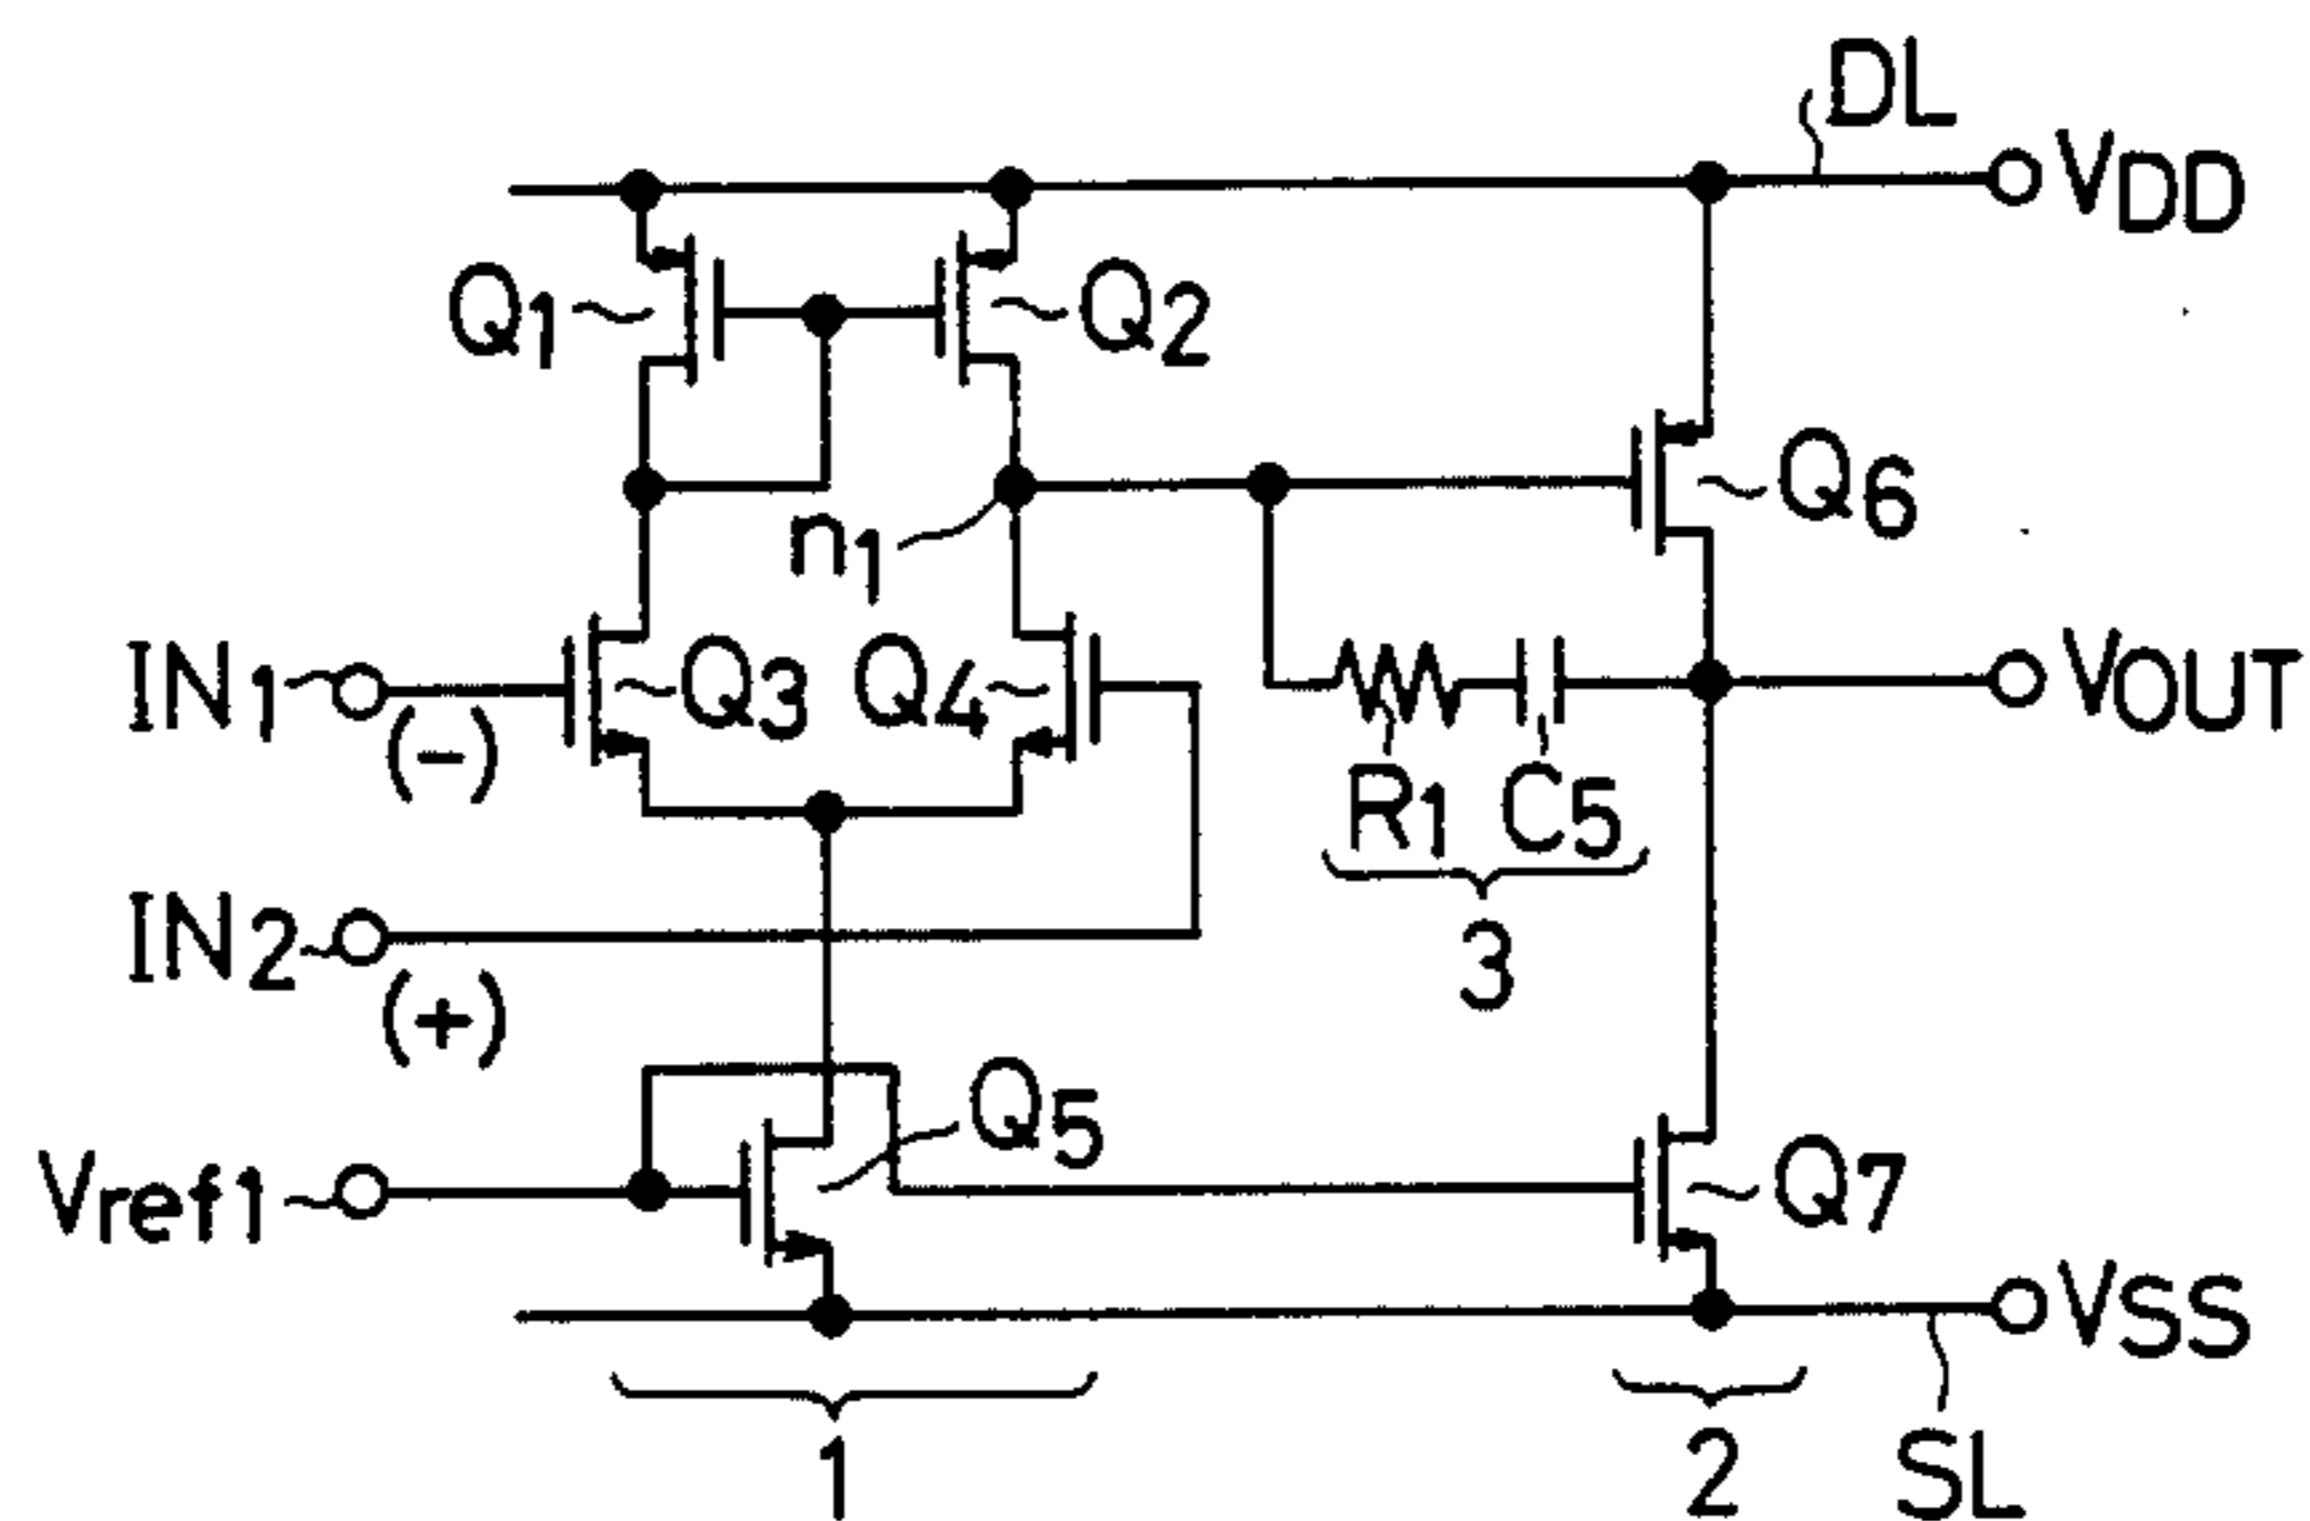 DL
VDD
Q1
Q2
Q6
n1
IN1
(-)
Q3
Q4
VOUT
R1
C5
3
IN2
(+)
Q5
Vref1
Q7
VSS
1
2
SL